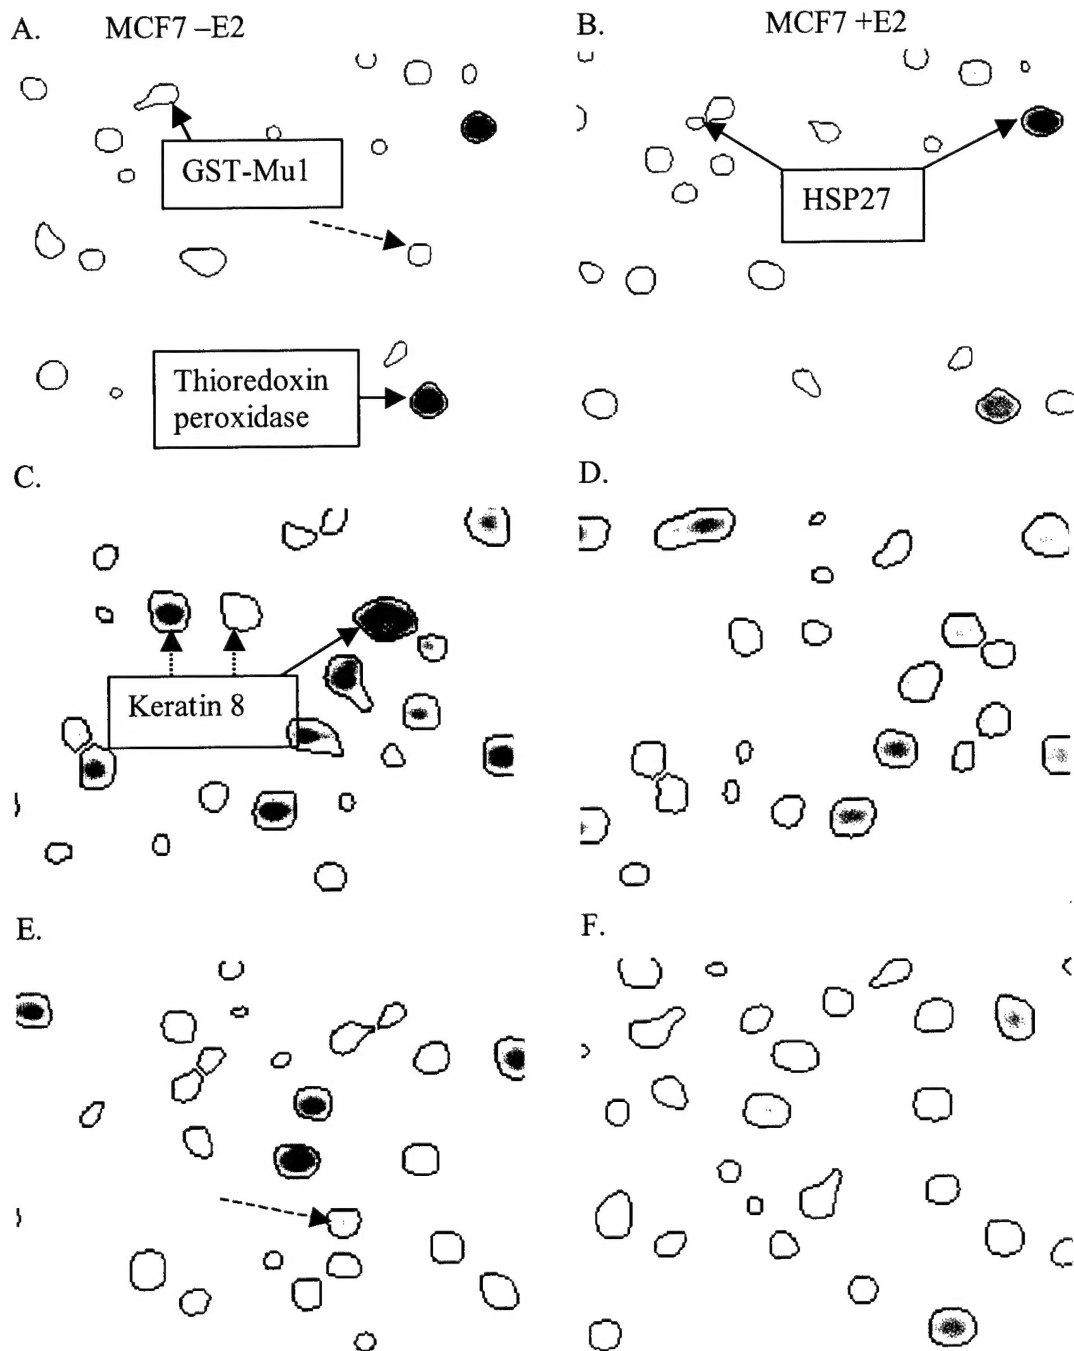 A. MCF7 –E2
B. MCF7 +E2
GST-Mu1
HSP27
Thioredoxin
peroxidase
C.
D.
Keratin 8
E.
F.